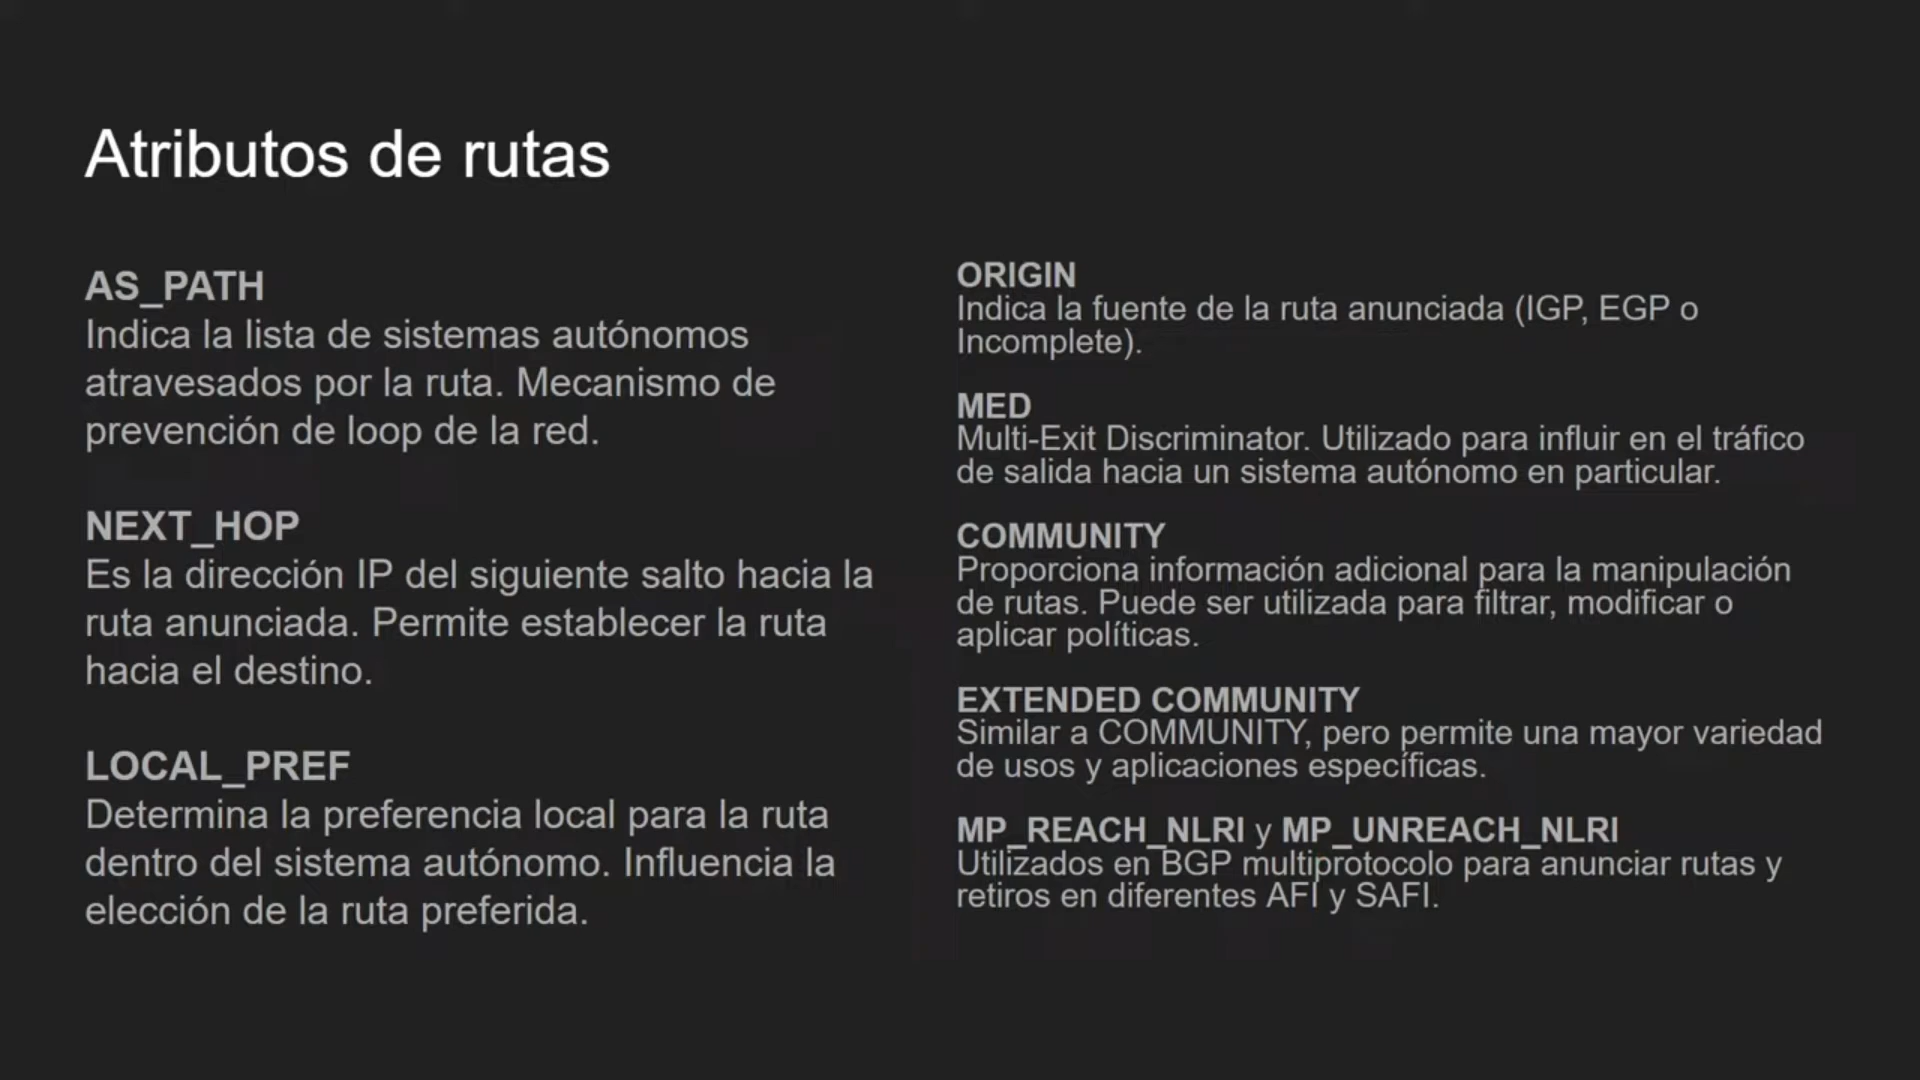 Atributos de rutas
AS_PATH
Indica la lista de sistemas autónomos
atravesados por la ruta. Mecanismo de
prevención de loop de la red.
NEXT_HOP
Es la dirección IP del siguiente salto hacia la
ruta anunciada. Permite establecer la ruta
hacia el destino.
LOCAL_PREF
Determina la preferencia local para la ruta
dentro del sistema autónomo. Influencia la
elección de la ruta preferida.
ORIGIN
Indica la fuente de la ruta anunciada (IGP, EGP o
Incomplete).
MED
Multi-Exit Discriminator. Utilizado para influir en el tráfico
de salida hacia un sistema autónomo en particular.
COMMUNITY
Proporciona información adicional para la manipulación
de rutas. Puede ser utilizada para filtrar, modificar o
aplicar políticas.
EXTENDED COMMUNITY
Similar a COMMUNITY, pero permite una mayor variedad
de usos y aplicaciones específicas.
MP_REACH_NLRI y MP_UNREACH_NLRI
Utilizados en BGP multiprotocolo para anunciar rutas y
retiros en diferentes AFI y SAFI.